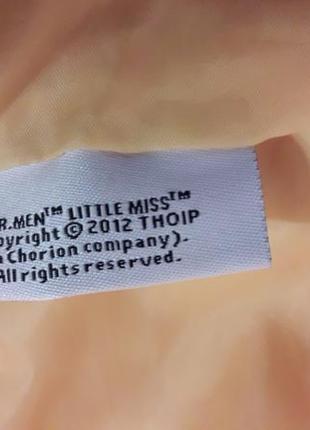 R.MEN™ LITTLE MISS™
pyright © 2012 THOIP
a Chorion company).
All rights reserved.